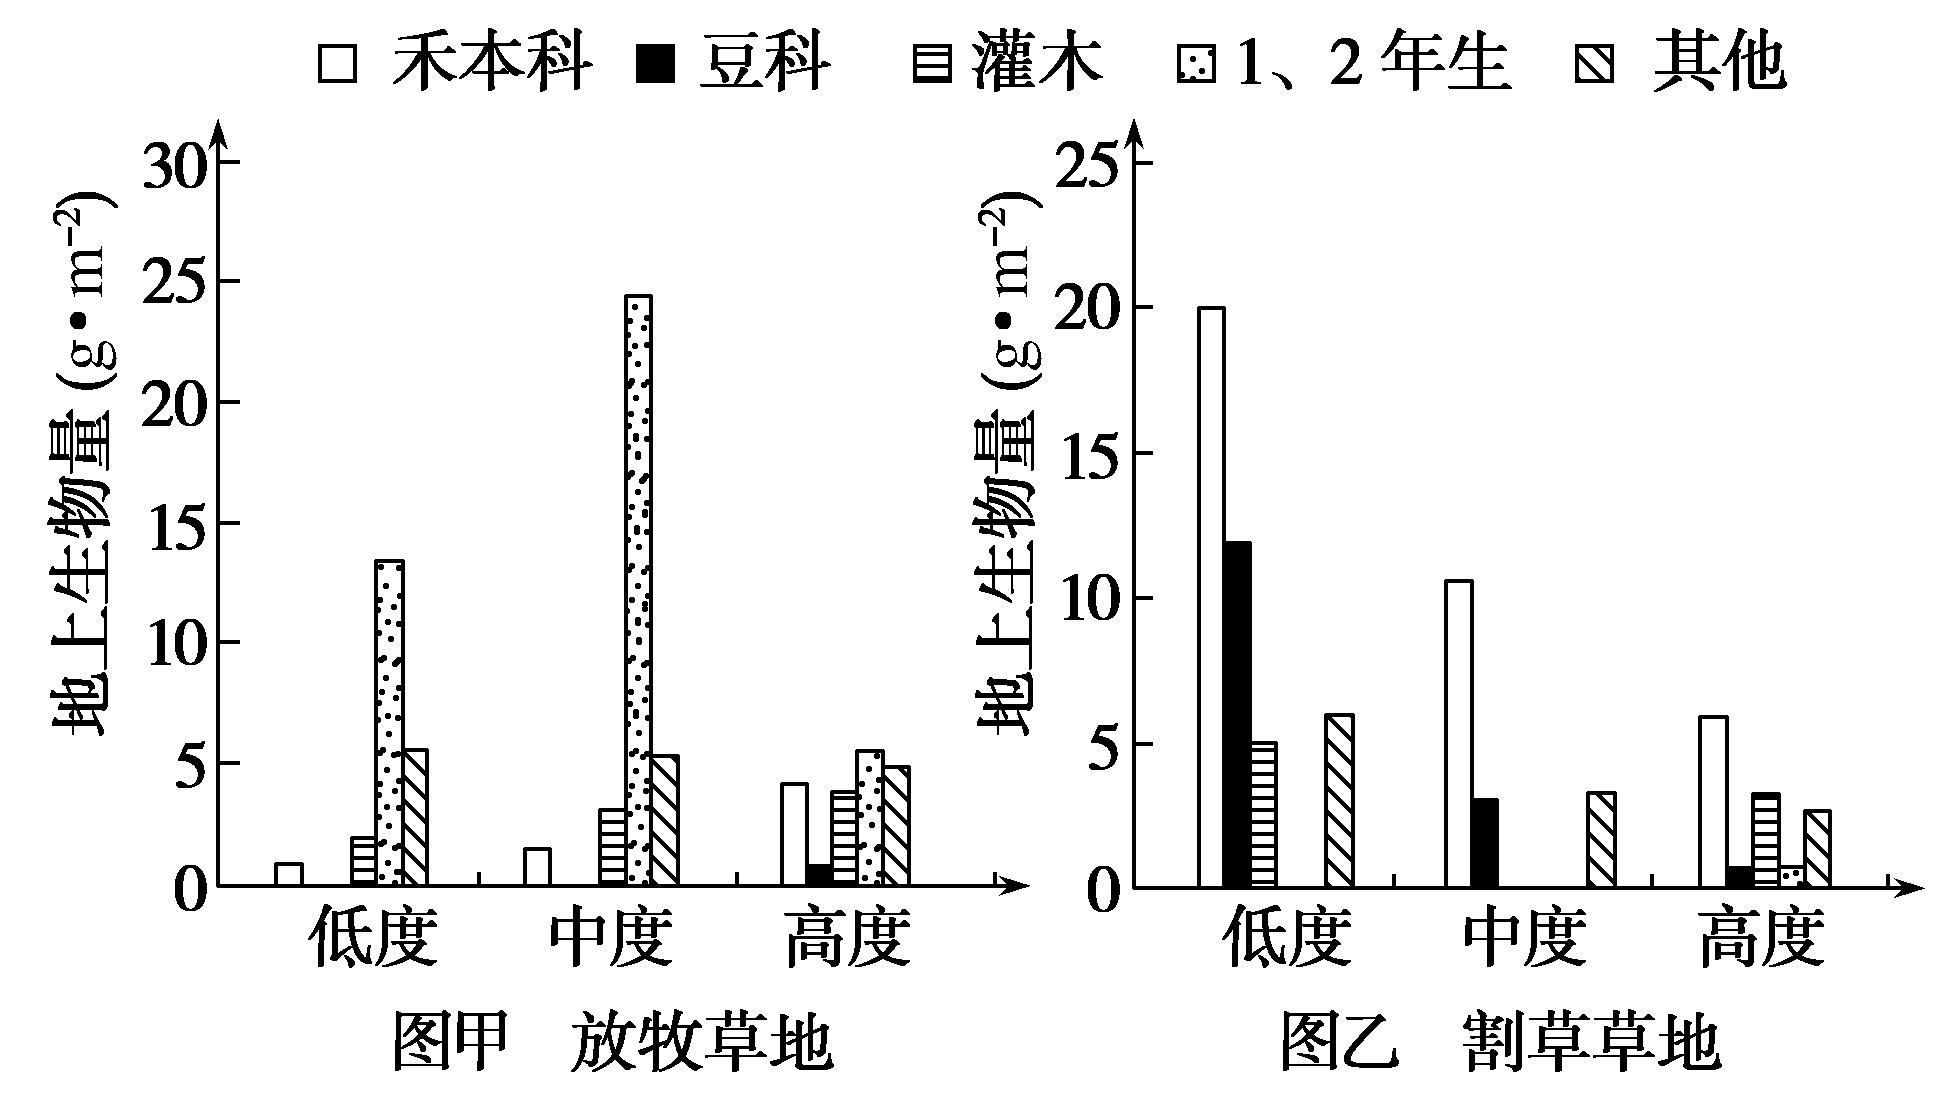 禾本科 豆科 灌木 1、2年生 其他
地上生物量(g·m⁻²)
30
25
20
15
10
5
0
低度 中度 高度
图甲 放牧草地
地上生物量(g·m⁻²)
25
20
15
10
5
0
低度 中度 高度
图乙 割草草地